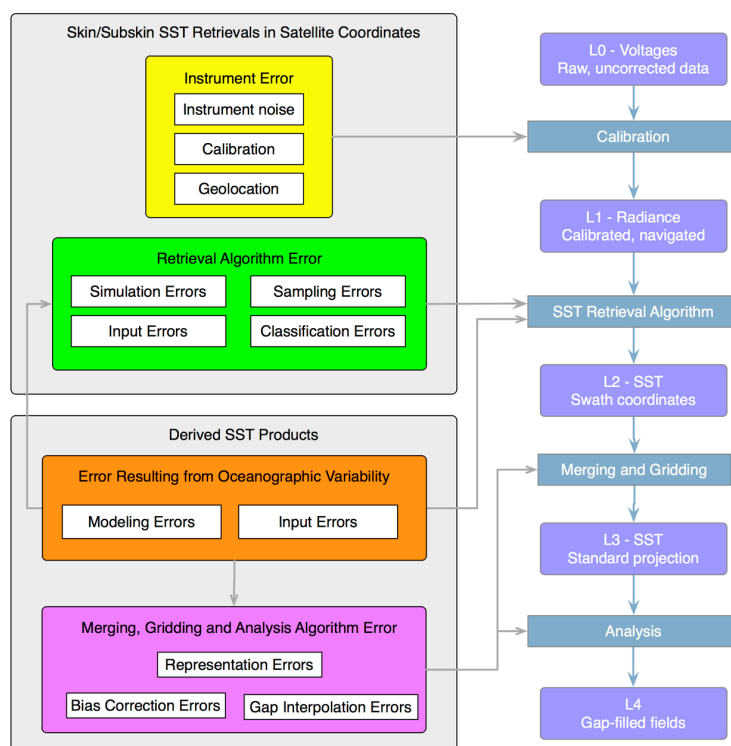 Skin/Subskin SST Retrievals in Satellite Coordinates
Instrument Error
Instrument noise
Calibration
Geolocation
Retrieval Algorithm Error
Simulation Errors
Sampling Errors
Input Errors
Classification Errors
Derived SST Products
Error Resulting from Oceanographic Variability
Modeling Errors
Input Errors
Merging, Gridding and Analysis Algorithm Error
Representation Errors
Bias Correction Errors
Gap Interpolation Errors
L0 - Voltages
Raw, uncorrected data
Calibration
L1 - Radiance
Calibrated, navigated
SST Retrieval Algorithm
L2 - SST
Swath coordinates
Merging and Gridding
L3 - SST
Standard projection
Analysis
L4
Gap-filled fields